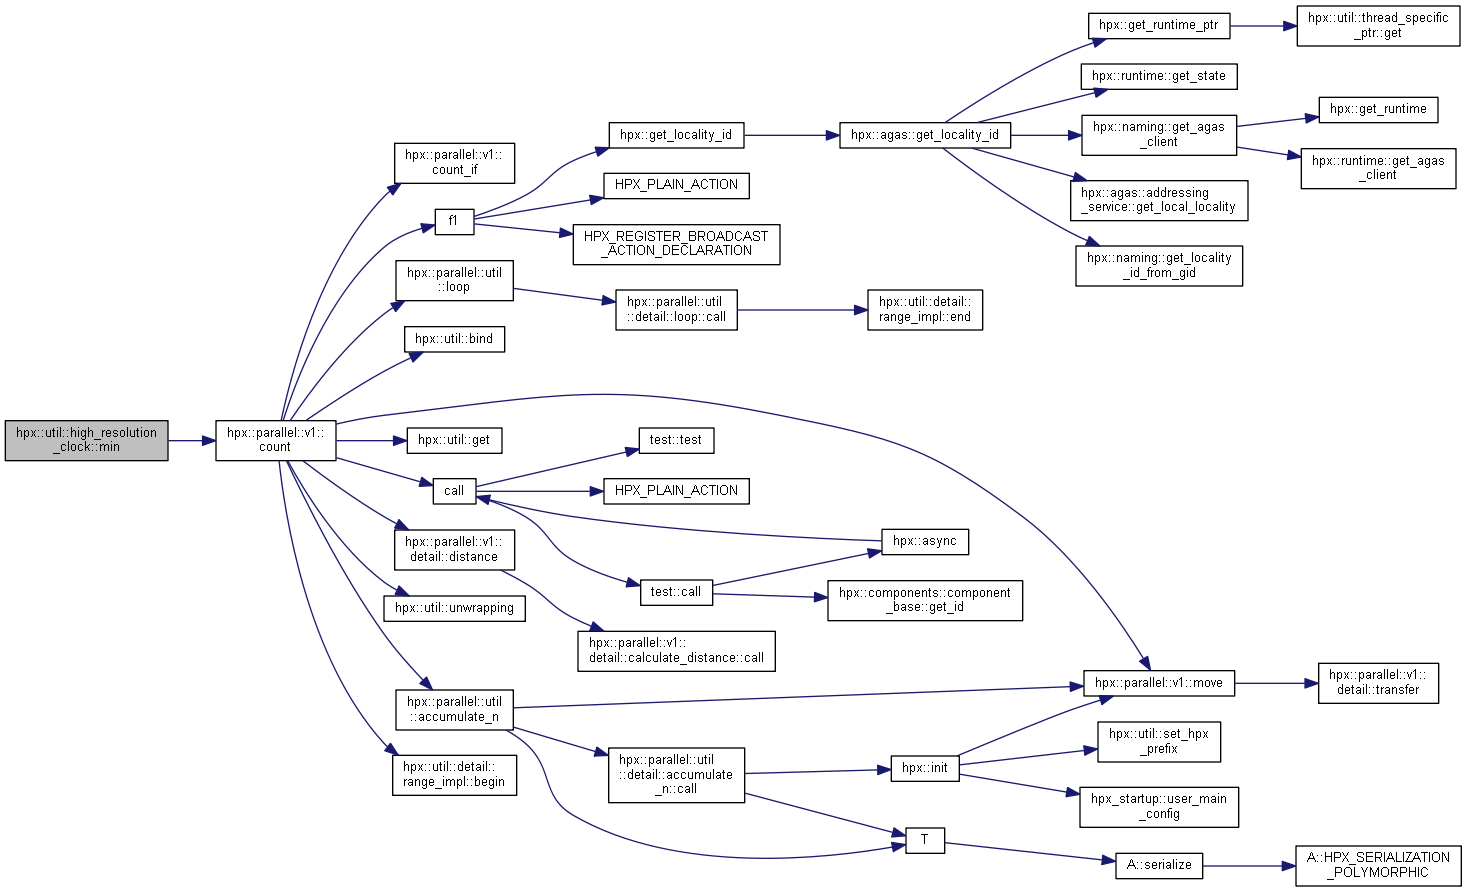 hpx::util::high_resolution
_clock::min
hpx::parallel::v1::
count
hpx::parallel::v1::
count_if
f1
hpx::parallel::util
::loop
hpx::util::bind
hpx::util::get
call
hpx::parallel::v1::
detail::distance
hpx::util::unwrapping
hpx::parallel::util
::accumulate_n
hpx::util::detail::
range_impl::begin
hpx::get_locality_id
HPX_PLAIN_ACTION
HPX_REGISTER_BROADCAST
_ACTION_DECLARATION
hpx::parallel::util
::detail::loop::call
test::test
HPX_PLAIN_ACTION
test::call
hpx::parallel::v1::
detail::calculate_distance::call
hpx::parallel::util
::detail::accumulate
_n::call
hpx::agas::get_locality_id
hpx::util::detail::
range_impl::end
hpx::async
hpx::components::component
_base::get_id
hpx::init
T
hpx::get_runtime_ptr
hpx::runtime::get_state
hpx::naming::get_agas
_client
hpx::agas::addressing
_service::get_local_locality
hpx::naming::get_locality
_id_from_gid
hpx::parallel::v1::move
hpx::util::set_hpx
_prefix
hpx_startup::user_main
_config
A::serialize
hpx::util::thread_specific
_ptr::get
hpx::get_runtime
hpx::runtime::get_agas
_client
hpx::parallel::v1::
detail::transfer
A::HPX_SERIALIZATION
_POLYMORPHIC